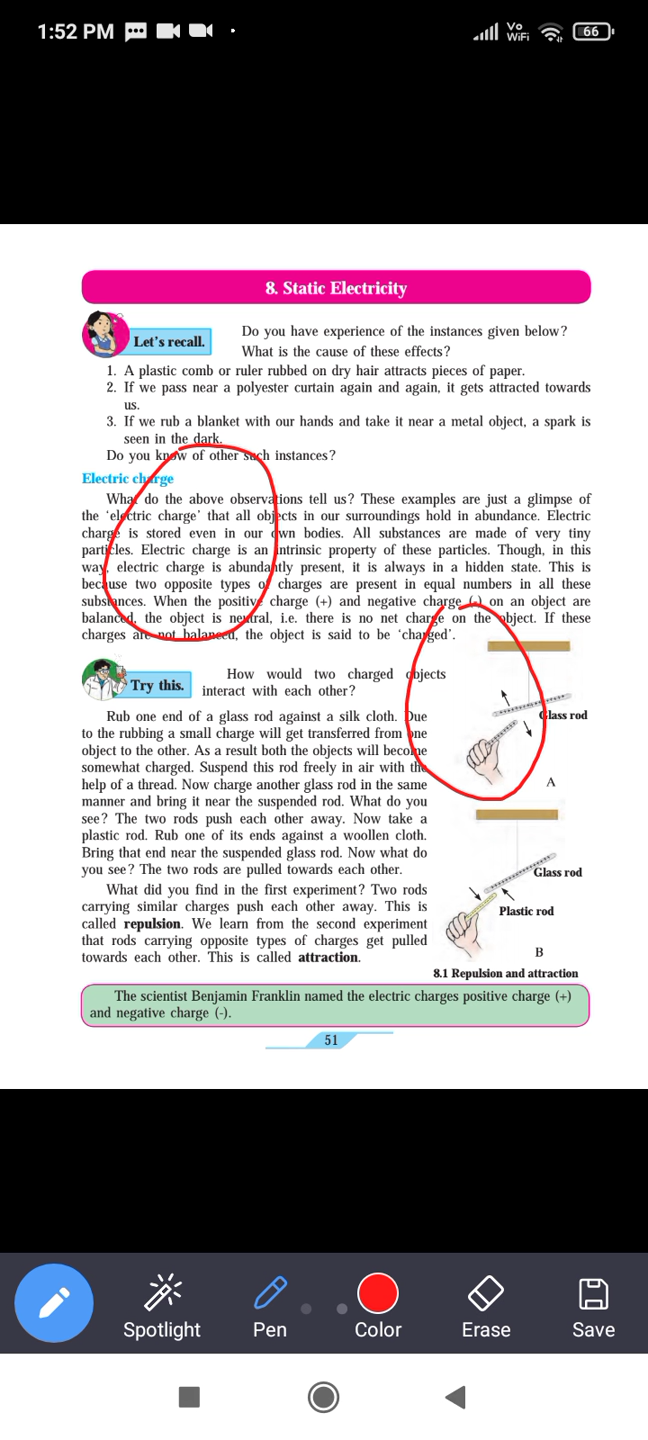 1:52 PM
Vo
WiFi
66
8. Static Electricity
Let's recall.
Do you have experience of the instances given below?
What is the cause of these effects?
1. A plastic comb or ruler rubbed on dry hair attracts pieces of paper.
2. If we pass near a polyester curtain again and again, it gets attracted towards
us.
3. If we rub a blanket with our hands and take it near a metal object, a spark is
seen in the dark.
Do you know of other such instances?
Electric charge
What do the above observations tell us? These examples are just a glimpse of
the ‘electric charge’ that all objects in our surroundings hold in abundance. Electric
charge is stored even in our own bodies. All substances are made of very tiny
particles. Electric charge is an intrinsic property of these particles. Though, in this
way, electric charge is abundantly present, it is always in a hidden state. This is
because two opposite types of charges are present in equal numbers in all these
substances. When the positive charge (+) and negative charge (-) on an object are
balanced, the object is neutral, i.e. there is no net charge on the object. If these
charges are not balanced, the object is said to be ‘charged’.
Try this.
How would two charged objects
interact with each other?
Rub one end of a glass rod against a silk cloth. Due
to the rubbing a small charge will get transferred from one
object to the other. As a result both the objects will become
somewhat charged. Suspend this rod freely in air with the
help of a thread. Now charge another glass rod in the same
manner and bring it near the suspended rod. What do you
see? The two rods push each other away. Now take a
plastic rod. Rub one of its ends against a woollen cloth.
Bring that end near the suspended glass rod. Now what do
you see? The two rods are pulled towards each other.
What did you find in the first experiment? Two rods
carrying similar charges push each other away. This is
called repulsion. We learn from the second experiment
that rods carrying opposite types of charges get pulled
towards each other. This is called attraction.
Glass rod
A
Glass rod
Plastic rod
B
8.1 Repulsion and attraction
The scientist Benjamin Franklin named the electric charges positive charge (+)
and negative charge (-).
51
Spotlight
Pen
Color
Erase
Save